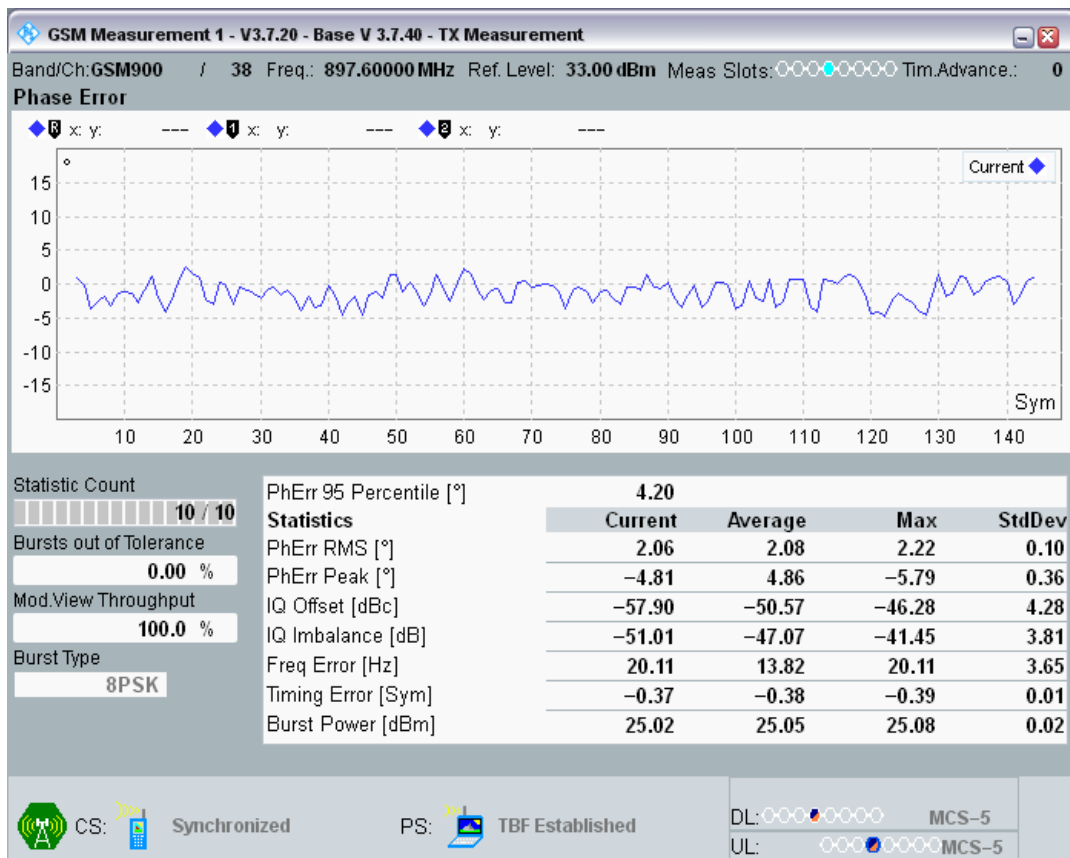 GSM Measurement 1 - V3.7.20 - Base V 3.7.40 - TX Measurement
Band/Ch:GSM900 / 38 Freq.: 897.60000 MHz Ref. Level: 33.00 dBm Meas Slots: Tim.Advance.: 0
Phase Error
R x: y: --- 1 x: y: --- 2 x: y: ---
°
Current
15
10
5
0
-5
-10
-15
Sym
10 20 30 40 50 60 70 80 90 100 110 120 130 140
Statistic Count
10 / 10
Bursts out of Tolerance
0.00 %
Mod.View Throughput
100.0 %
Burst Type
8PSK
PhErr 95 Percentile [°] 4.20
Statistics Current Average Max StdDev
PhErr RMS [°] 2.06 2.08 2.22 0.10
PhErr Peak [°] −4.81 4.86 −5.79 0.36
IQ Offset [dBc] −57.90 −50.57 −46.28 4.28
IQ Imbalance [dB] −51.01 −47.07 −41.45 3.81
Freq Error [Hz] 20.11 13.82 20.11 3.65
Timing Error [Sym] −0.37 −0.38 −0.39 0.01
Burst Power [dBm] 25.02 25.05 25.08 0.02
CS: Synchronized PS: TBF Established
DL: MCS−5
UL: MCS−5